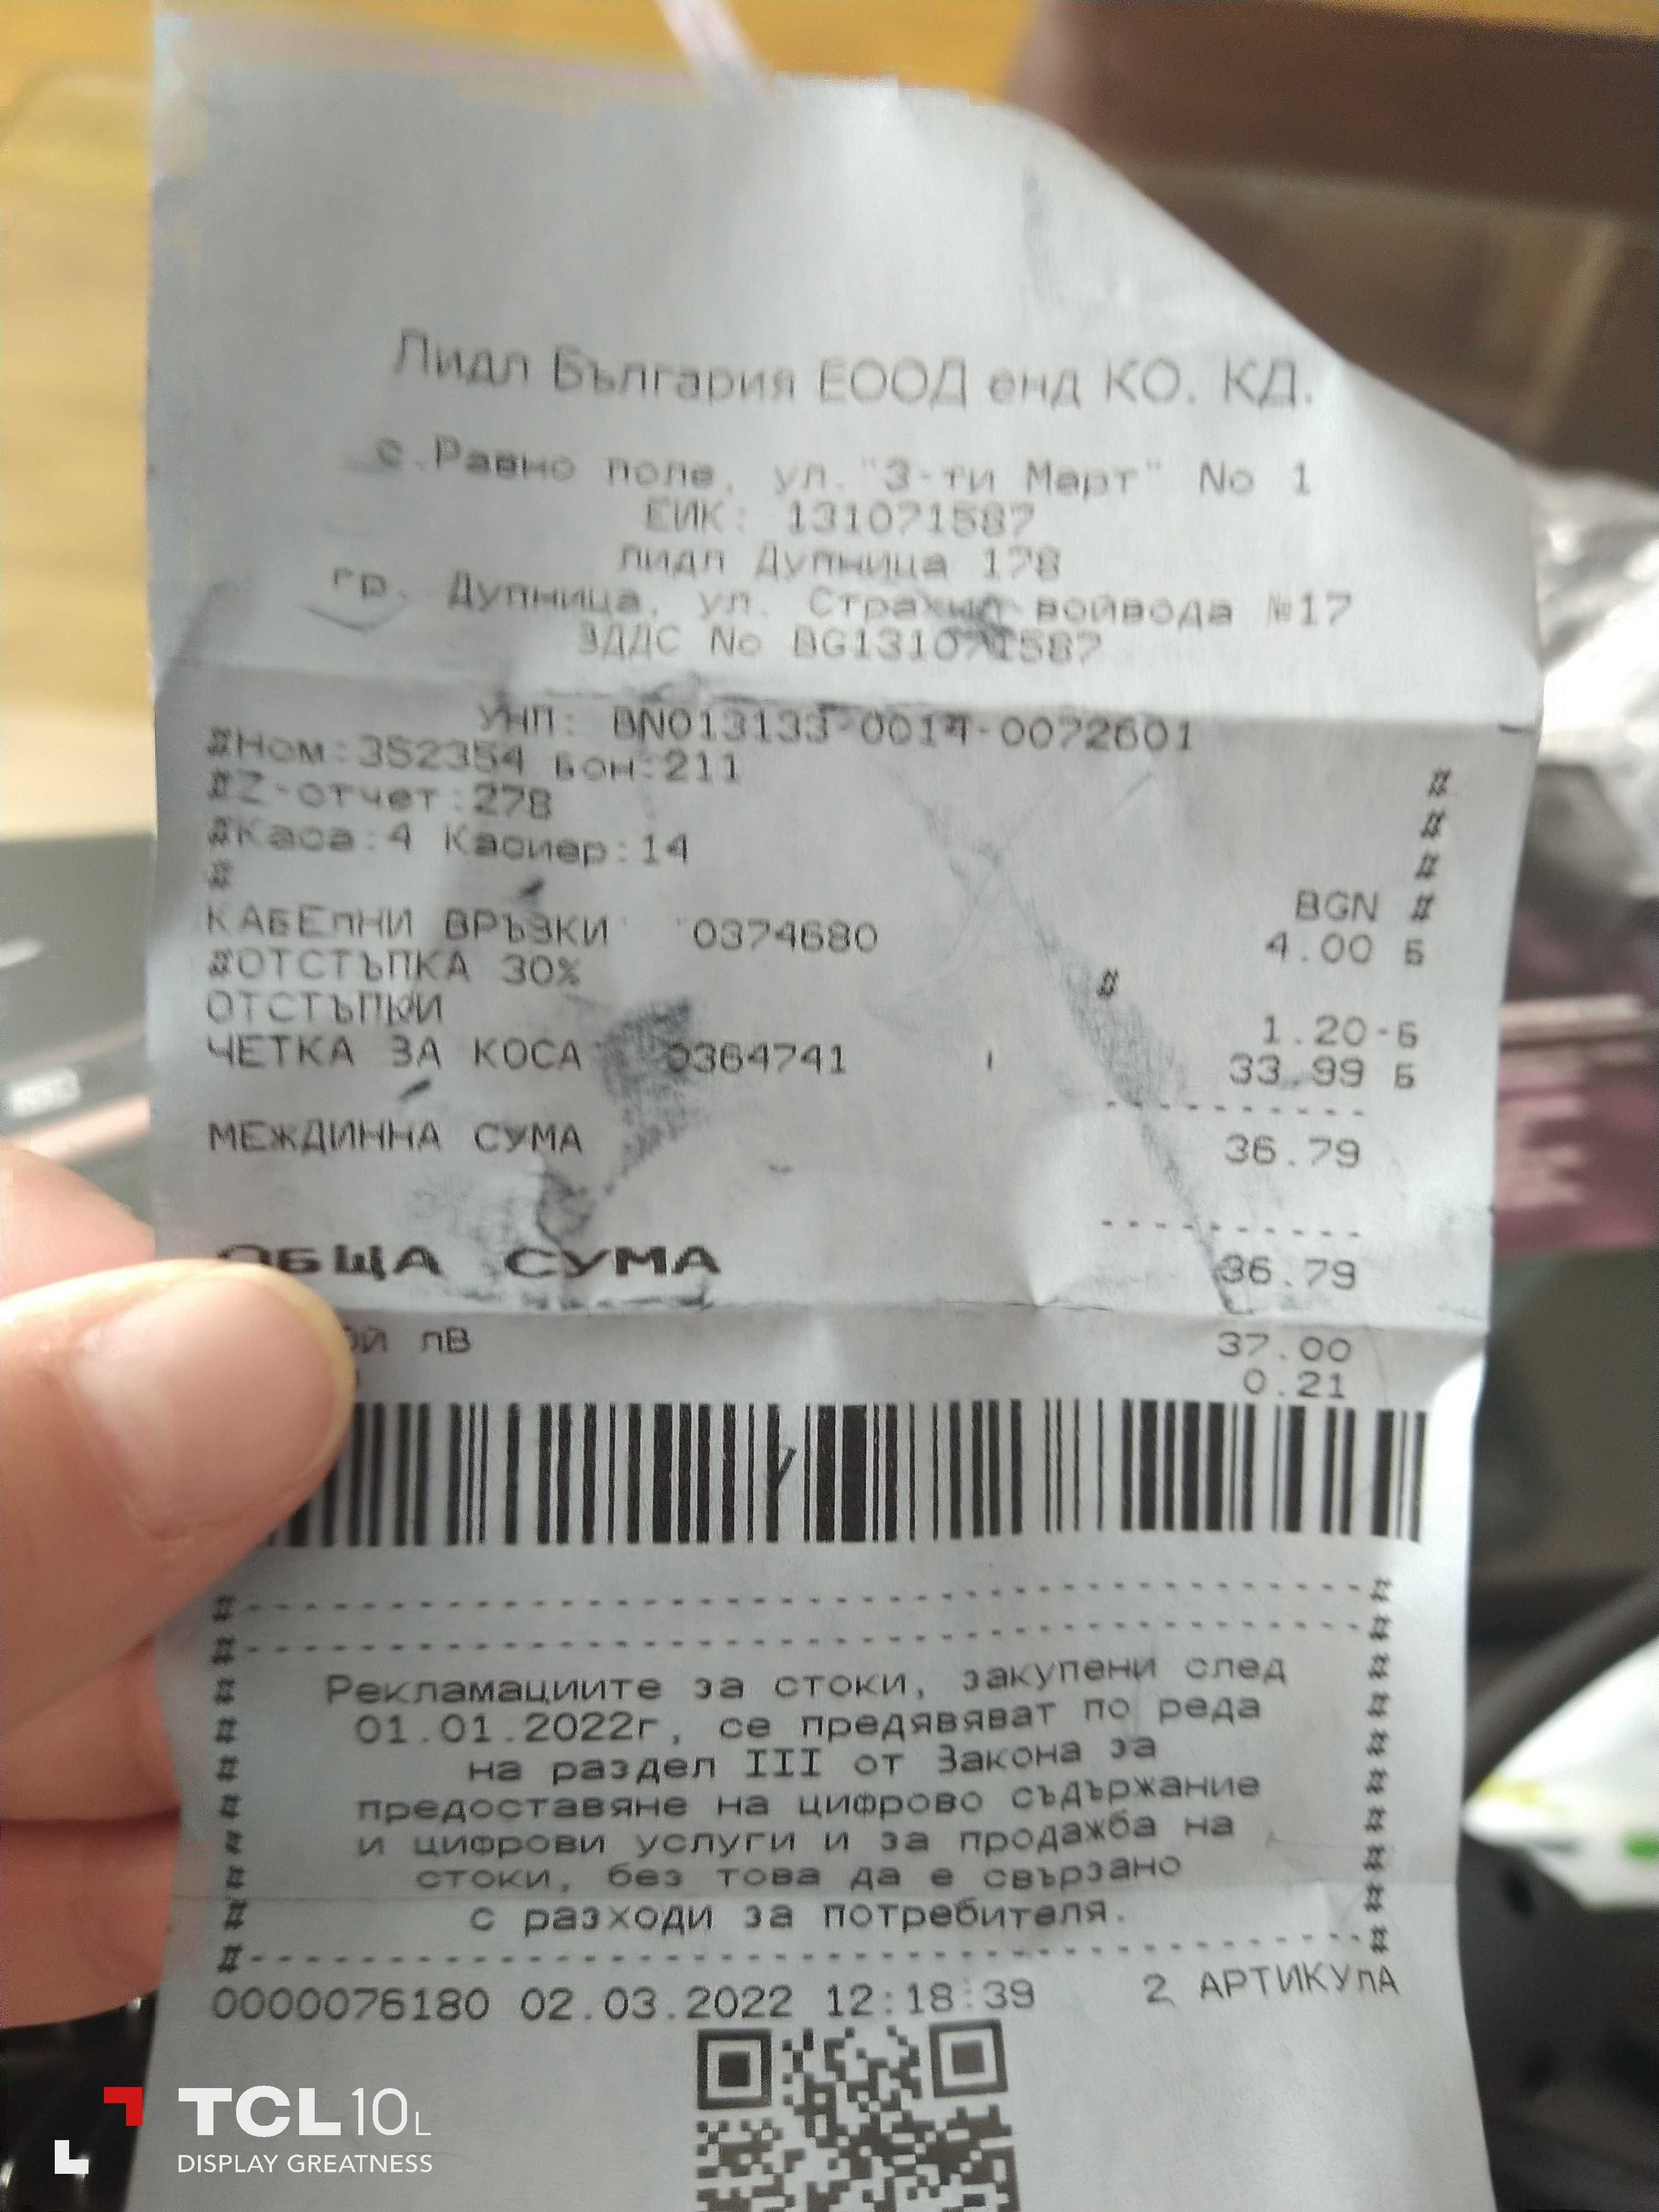 Лидл България ЕООД енд КО. КД.
с.Равно поле, ул."3-ти Март" No 1
ЕИК: 131071587
Лидл Дупница 178
гр. Дупница, ул. Страхил войвода №17
ЗДДС No BG131071587
УНП: BN013133-0014-0072601
#Ном:352354 Бон:211 #
#Z-отчет:278 #
#Каса:4 Касиер:14 #
# BGN #
КАБЕЛНИ ВРЪЗКИ 0374680 4.00 Б
#ОТСТЪПКА 30% #
ОТСТЪПКИ 1.20-Б
ЧЕТКА ЗА КОСА 0364741 33.99 Б
МЕЖДИННА СУМА 36.79
ОБЩА СУМА 36.79
ОЙ лВ 37.00
0.21
Рекламациите за стоки, закупени след
01.01.2022г, се предявяват по реда
на раздел III от Закона за
предоставяне на цифрово съдържание
и цифрови услуги и за продажба на
стоки, без това да е свързано
с разходи за потребителя.
0000076180 02.03.2022 12:18:39 2 АРТИКУЛА
TCL 10 L
DISPLAY GREATNESS